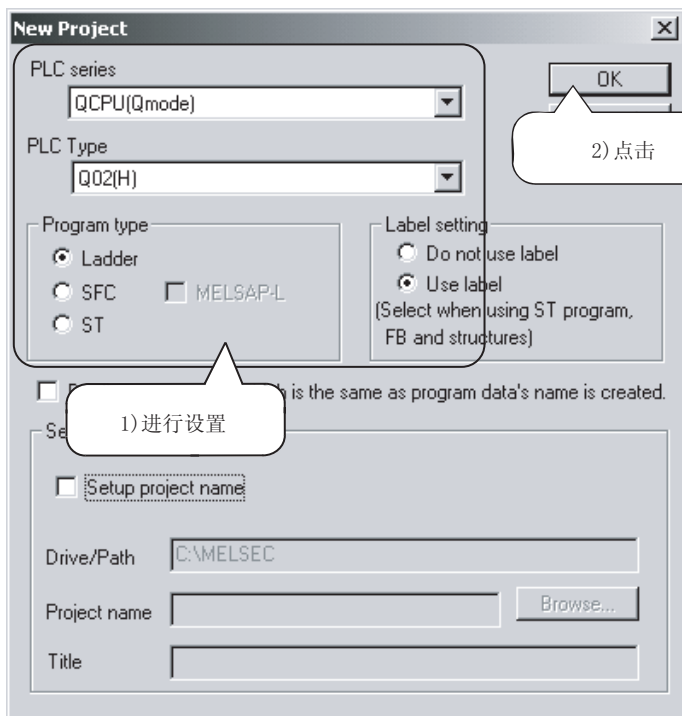 New Project
PLC series
QCPU(Qmode)
OK
PLC Type
Q02(H)
2)点击
Program type
Ladder
SFC
MELSAP-L
ST
Label setting
Do not use label
Use label
(Select when using ST program,
FB and structures)
is the same as program data's name is created.
1)进行设置
Setup project name
Drive/Path
C:\MELSEC
Project name
Browse...
Title